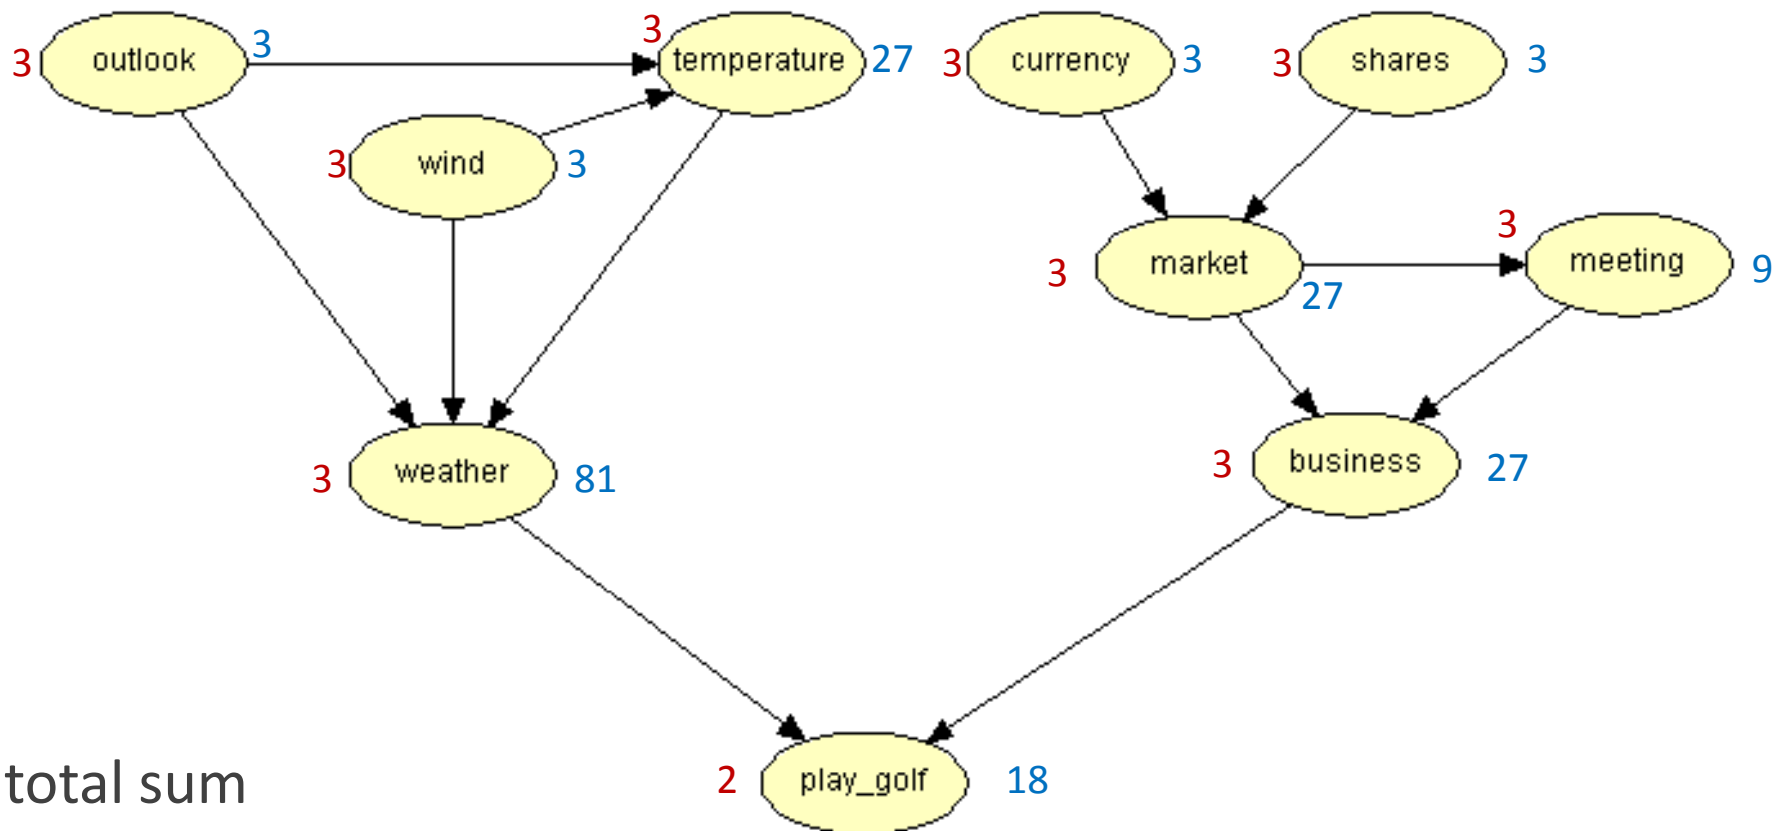 3 outlook 3
3 temperature 27
3 currency 3
3 shares 3
3 wind 3
3 market 27
3 meeting 9
3 weather 81
3 business 27
total sum
2 play_golf 18